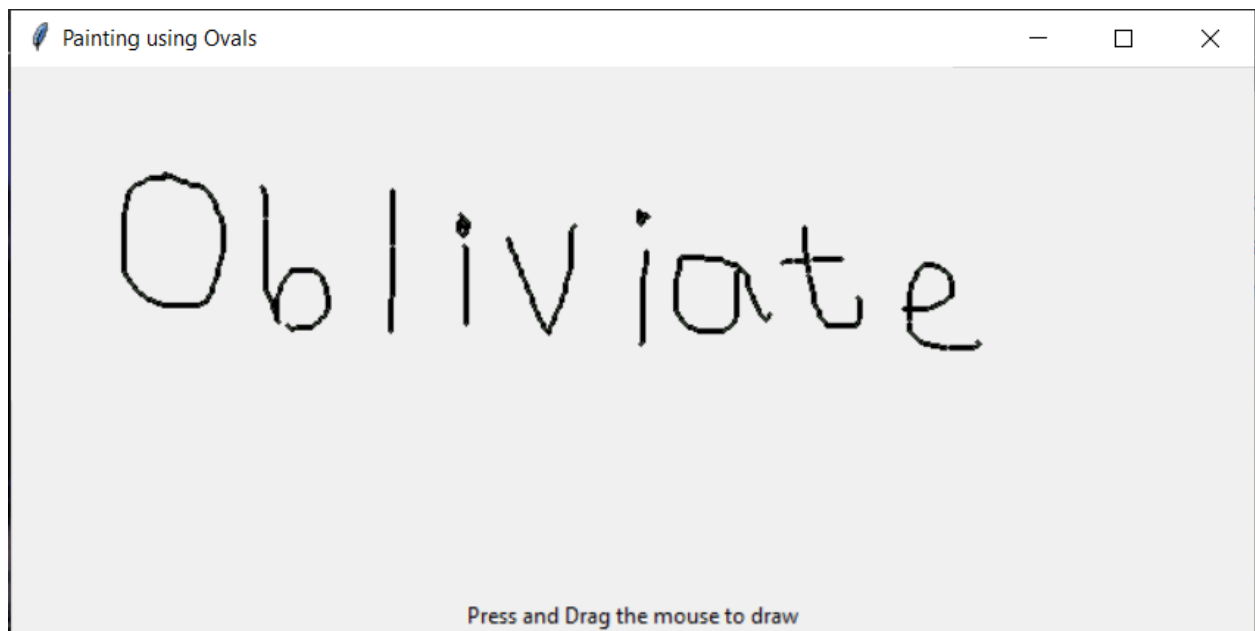 Painting using Ovals
Obliviate
Press and Drag the mouse to draw